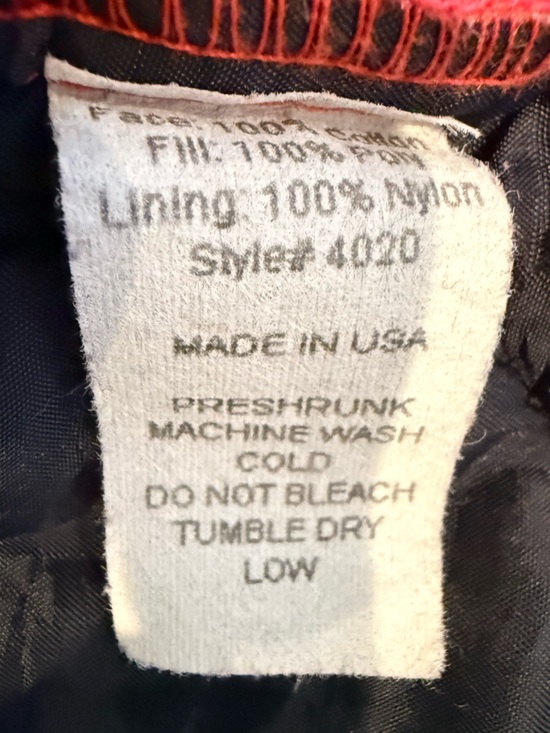 Face: 100% Cotton
Fill: 100% Poly
Lining: 100% Nylon
Style# 4020
MADE IN USA
PRESHRUNK
MACHINE WASH
COLD
DO NOT BLEACH
TUMBLE DRY
LOW